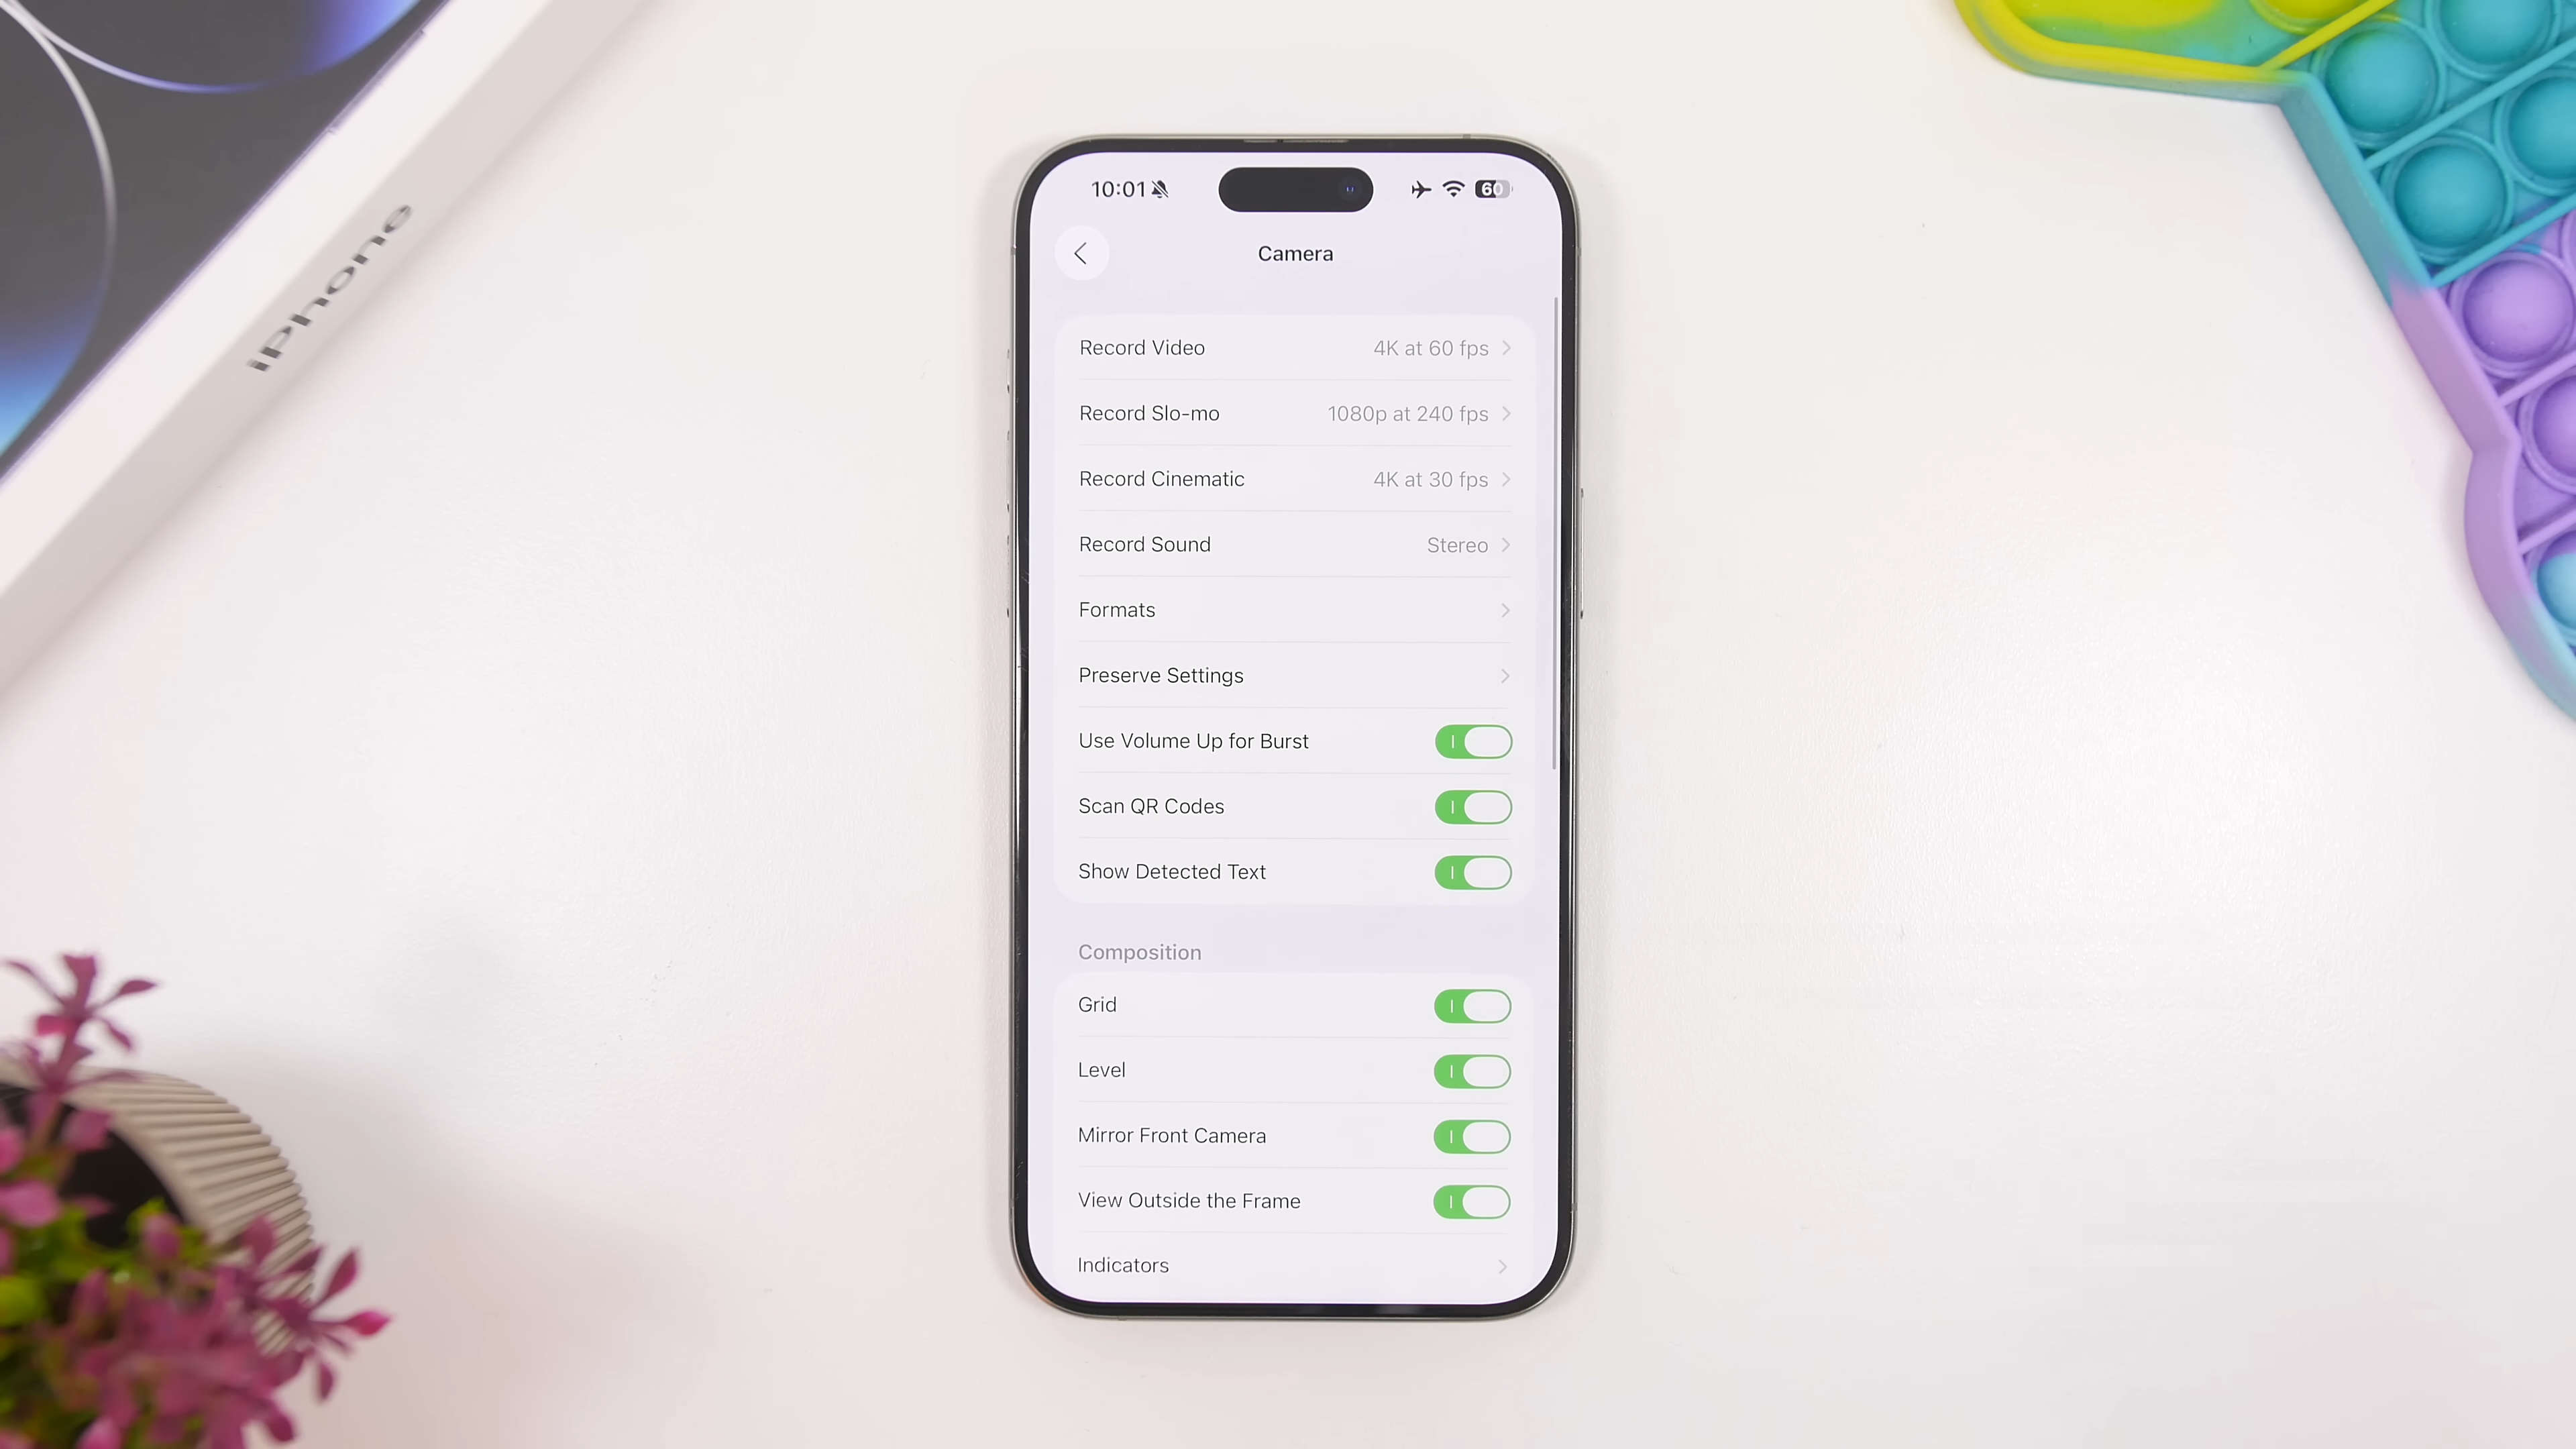 iPhone
10:01
60
Camera
Record Video 4K at 60 fps
Record Slo-mo 1080p at 240 fps
Record Cinematic 4K at 30 fps
Record Sound Stereo
Formats
Preserve Settings
Use Volume Up for Burst
Scan QR Codes
Show Detected Text
Composition
Grid
Level
Mirror Front Camera
View Outside the Frame
Indicators